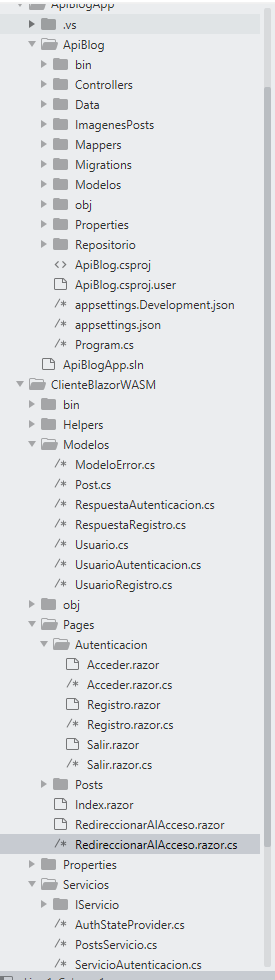 ApiBlogApp
.vs
ApiBlog
bin
Controllers
Data
ImagenesPosts
Mappers
Migrations
Modelos
obj
Properties
Repositorio
<> ApiBlog.csproj
ApiBlog.csproj.user
/* appsettings.Development.json
/* appsettings.json
/* Program.cs
ApiBlogApp.sln
ClienteBlazorWASM
bin
Helpers
Modelos
/* ModeloError.cs
/* Post.cs
/* RespuestaAutenticacion.cs
/* RespuestaRegistro.cs
/* Usuario.cs
/* UsuarioAutenticacion.cs
/* UsuarioRegistro.cs
obj
Pages
Autenticacion
Acceder.razor
/* Acceder.razor.cs
Registro.razor
/* Registro.razor.cs
Salir.razor
/* Salir.razor.cs
Posts
Index.razor
RedireccionarAlAcceso.razor
/* RedireccionarAlAcceso.razor.cs
Properties
Servicios
IServicio
/* AuthStateProvider.cs
/* PostsServicio.cs
/* ServicioAutenticacion.cs